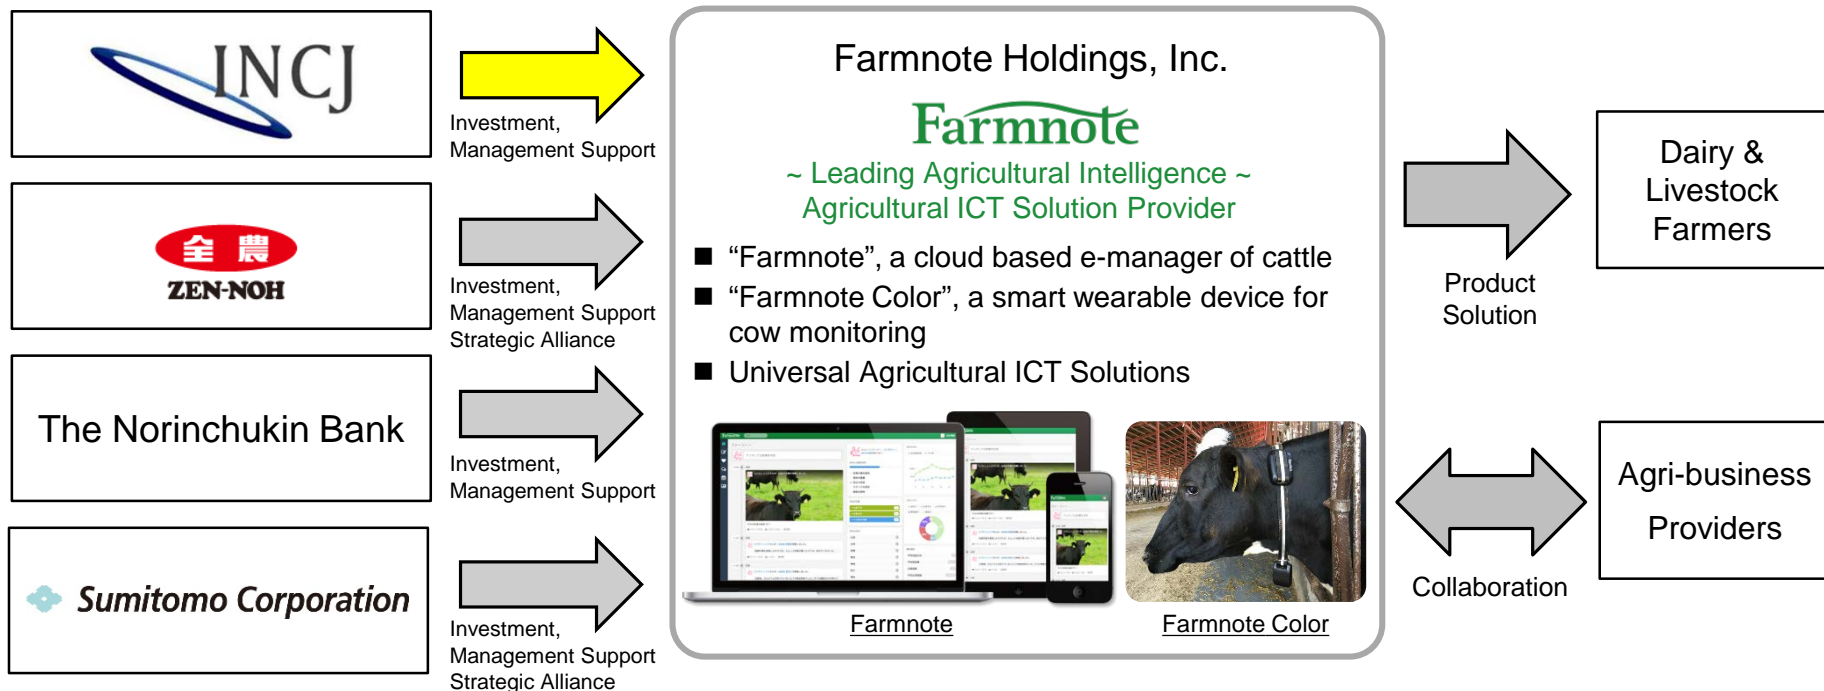 INCJ
Investment,
Management Support
全農
ZEN-NOH
Investment,
Management Support
Strategic Alliance
The Norinchukin Bank
Investment,
Management Support
Sumitomo Corporation
Investment,
Management Support
Strategic Alliance
Farmnote Holdings, Inc.
Farmnote
~ Leading Agricultural Intelligence ~
Agricultural ICT Solution Provider
■ “Farmnote”, a cloud based e-manager of cattle
■ “Farmnote Color”, a smart wearable device for
cow monitoring
■ Universal Agricultural ICT Solutions
Farmnote
Farmnote Color
Product
Solution
Dairy &
Livestock
Farmers
Collaboration
Agri-business
Providers